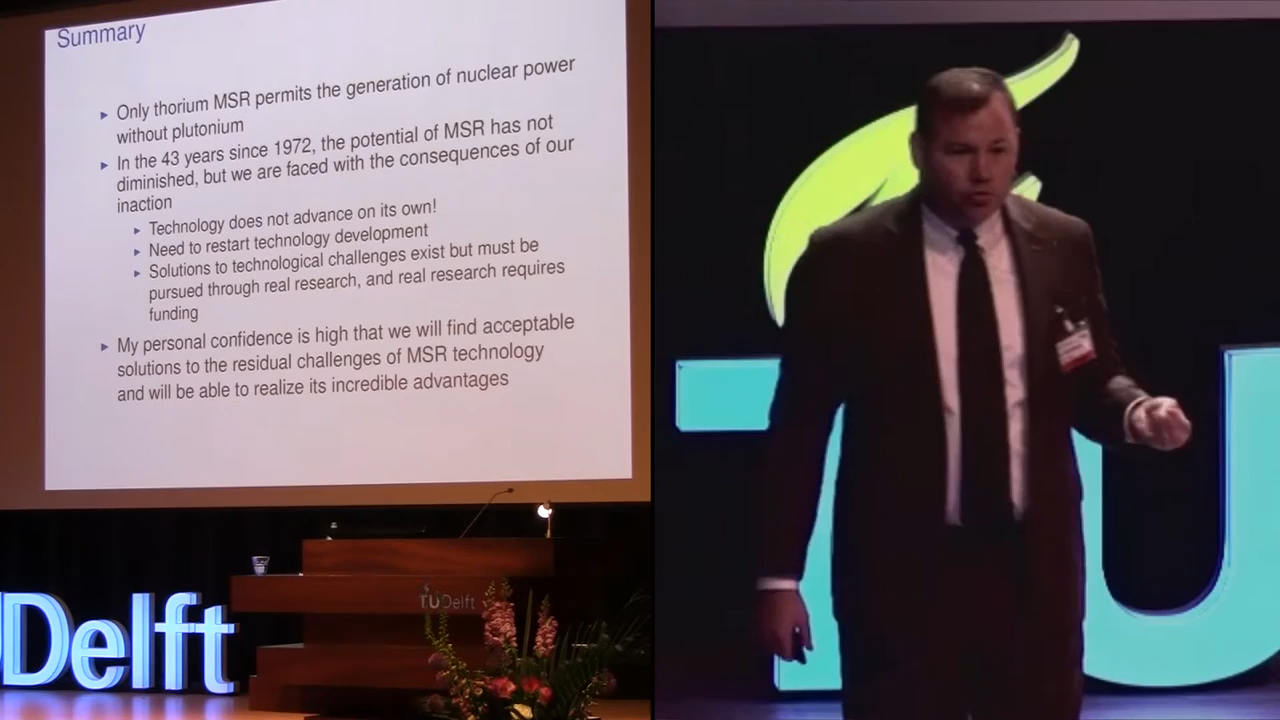 Summary
Only thorium MSR permits the generation of nuclear power
without plutonium
In the 43 years since 1972, the potential of MSR has not
diminished, but we are faced with the consequences of our
inaction
Technology does not advance on its own!
Need to restart technology development
Solutions to technological challenges exist but must be
pursued through real research, and real research requires
funding
My personal confidence is high that we will find acceptable
solutions to the residual challenges of MSR technology
and will be able to realize its incredible advantages
TUDelft
UDelft
TU